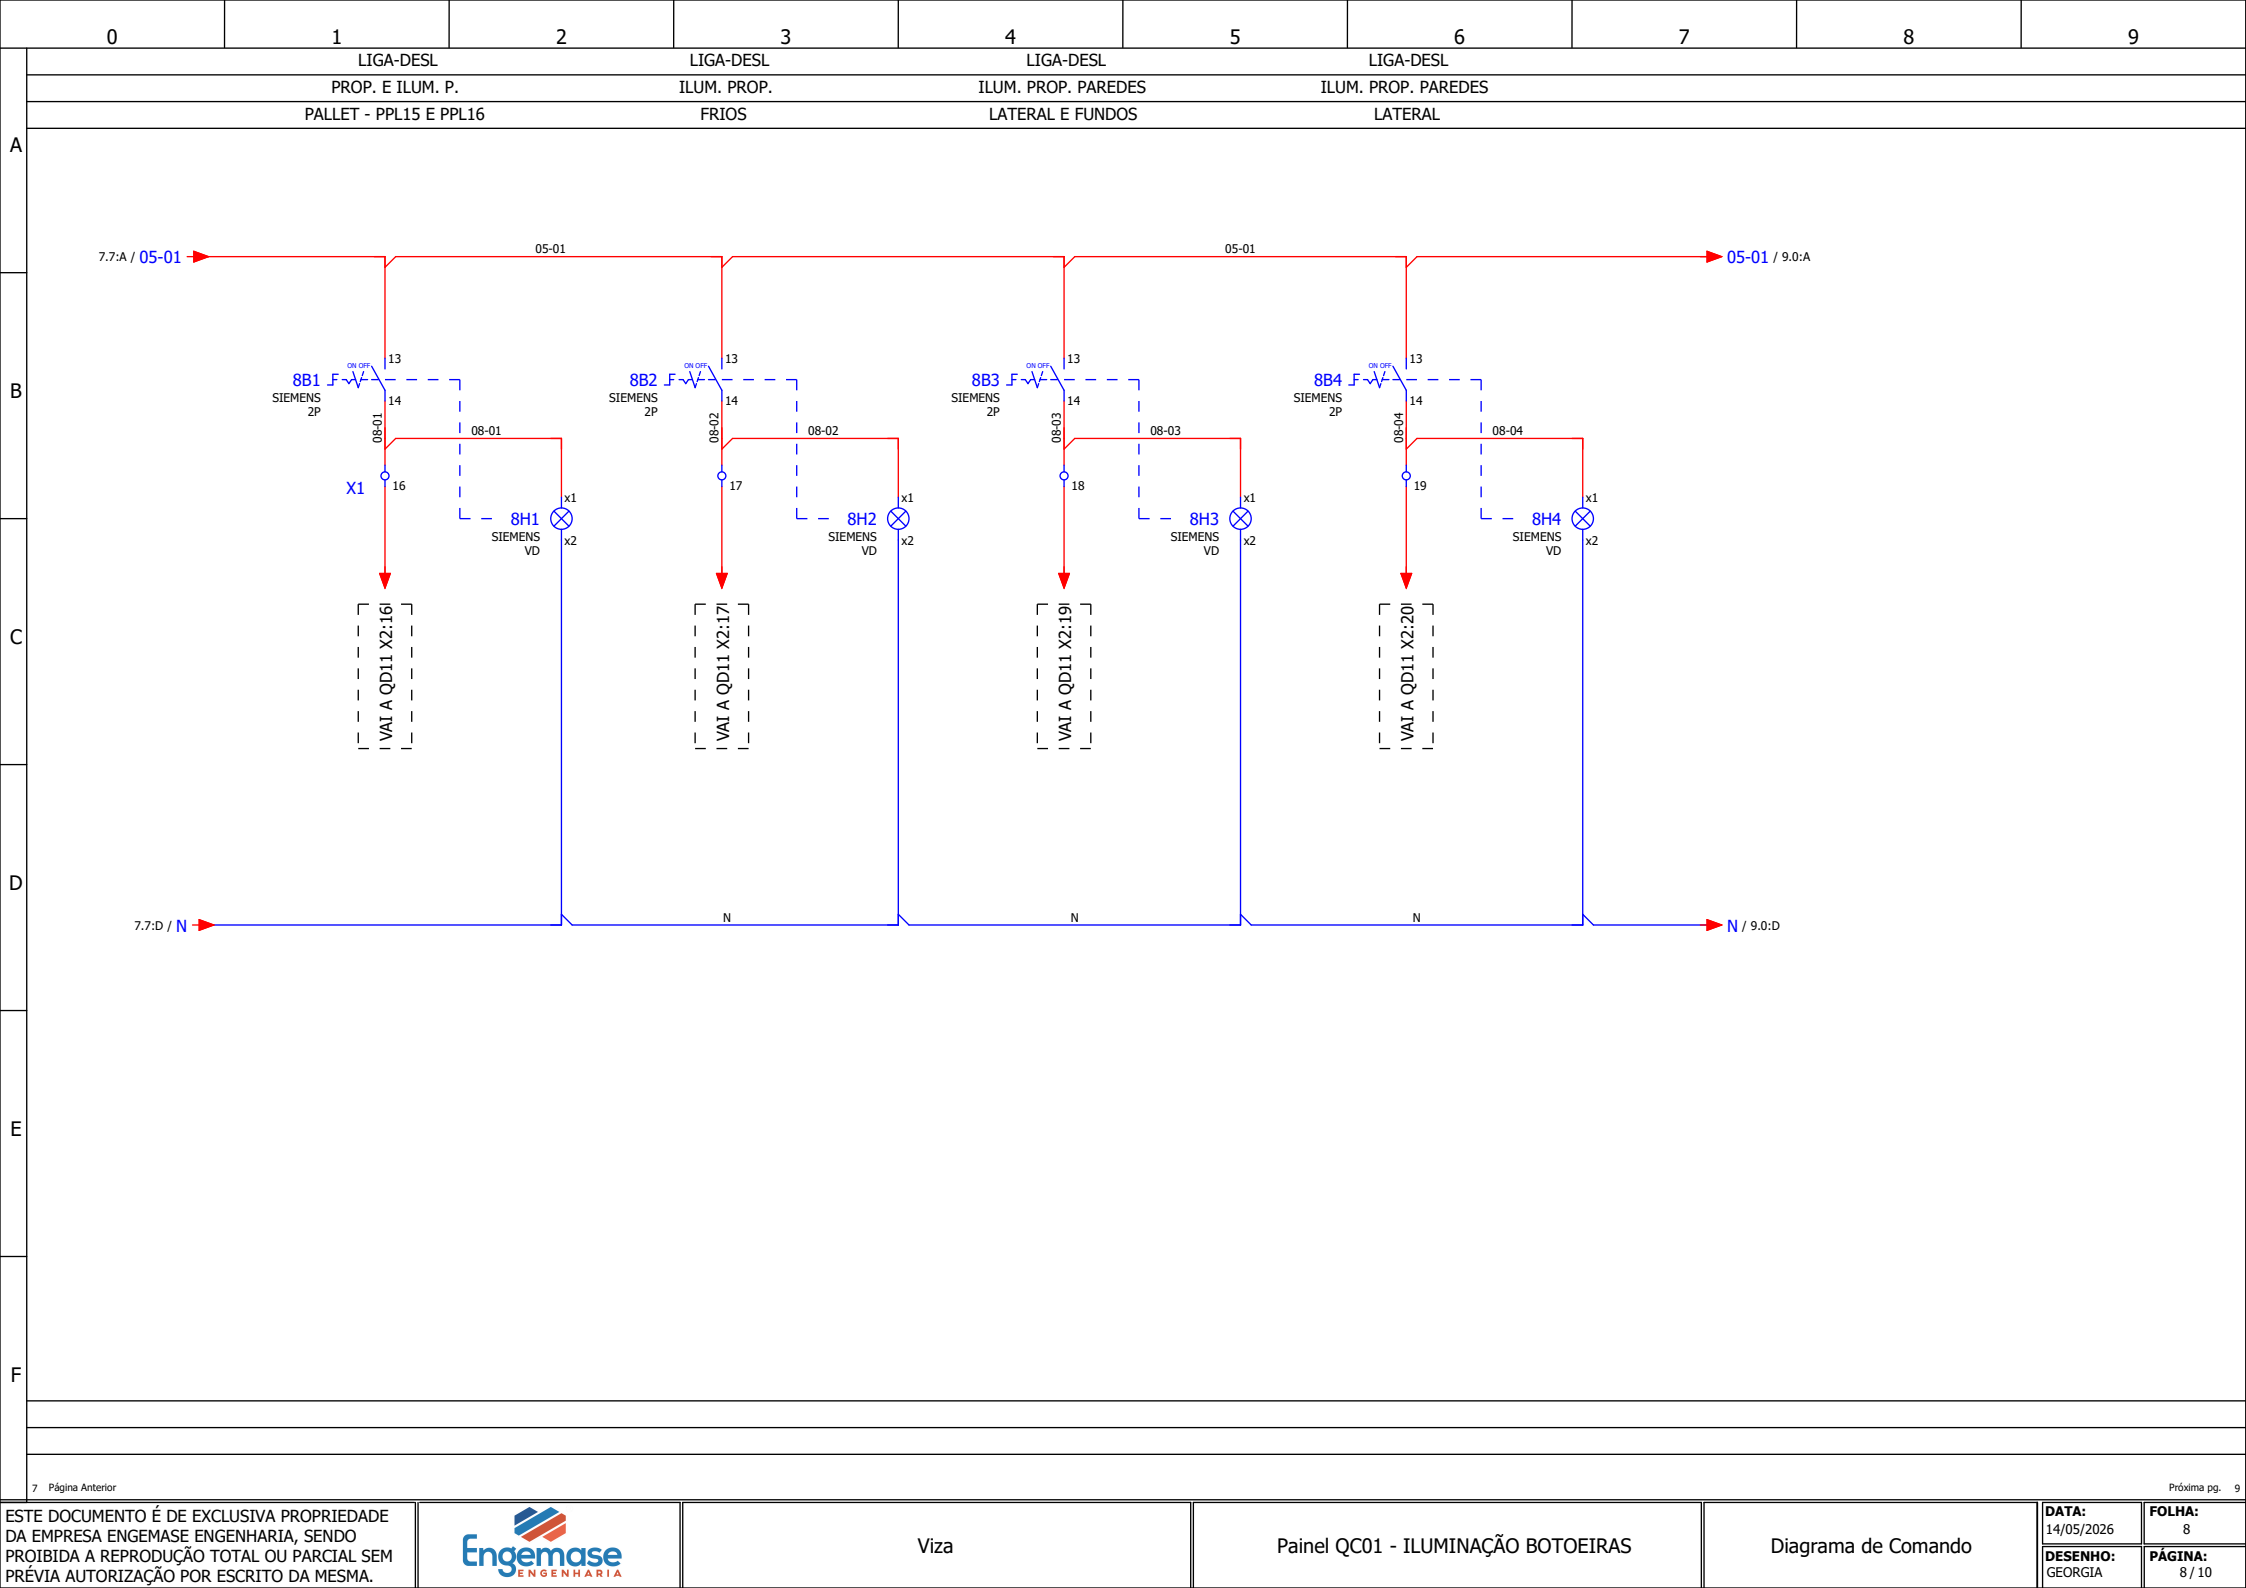 0 1 2 3 4 5 6 7 8 9
LIGA-DESL LIGA-DESL LIGA-DESL LIGA-DESL
PROP. E ILUM. P. ILUM. PROP. ILUM. PROP. PAREDES ILUM. PROP. PAREDES
PALLET - PPL15 E PPL16 FRIOS LATERAL E FUNDOS LATERAL
A
05-01 05-01
7.7:A / 05-01 05-01 / 9.0:A
13 13 13 13
ON OFF ON OFF ON OFF ON OFF
8B1 8B2 8B3 8B4
B
SIEMENS SIEMENS SIEMENS SIEMENS
14 14 14 14
2P 2P 2P 2P
08-01 08-02 08-03 08-04
08-01 08-02 08-03 08-04
X1 16 17 18 19
x1 x1 x1 x1
8H1 8H2 8H3 8H4
SIEMENS SIEMENS SIEMENS SIEMENS
x2 x2 x2 x2
VD VD VD VD
C
VAI A QD11 X2:16
VAI A QD11 X2:17
VAI A QD11 X2:19
VAI A QD11 X2:20
D
N N N
7.7:D / N N / 9.0:D
E
F
7 Página Anterior Próxima pg. 9
ESTE DOCUMENTO É DE EXCLUSIVA PROPRIEDADE
DA EMPRESA ENGEMASE ENGENHARIA, SENDO
PROIBIDA A REPRODUÇÃO TOTAL OU PARCIAL SEM
PRÉVIA AUTORIZAÇÃO POR ESCRITO DA MESMA.
Engemase
ENGENHARIA
Viza
Painel QC01 - ILUMINAÇÃO BOTOEIRAS
Diagrama de Comando
DATA:
14/05/2026
FOLHA:
8
DESENHO:
GEORGIA
PÁGINA:
8 / 10